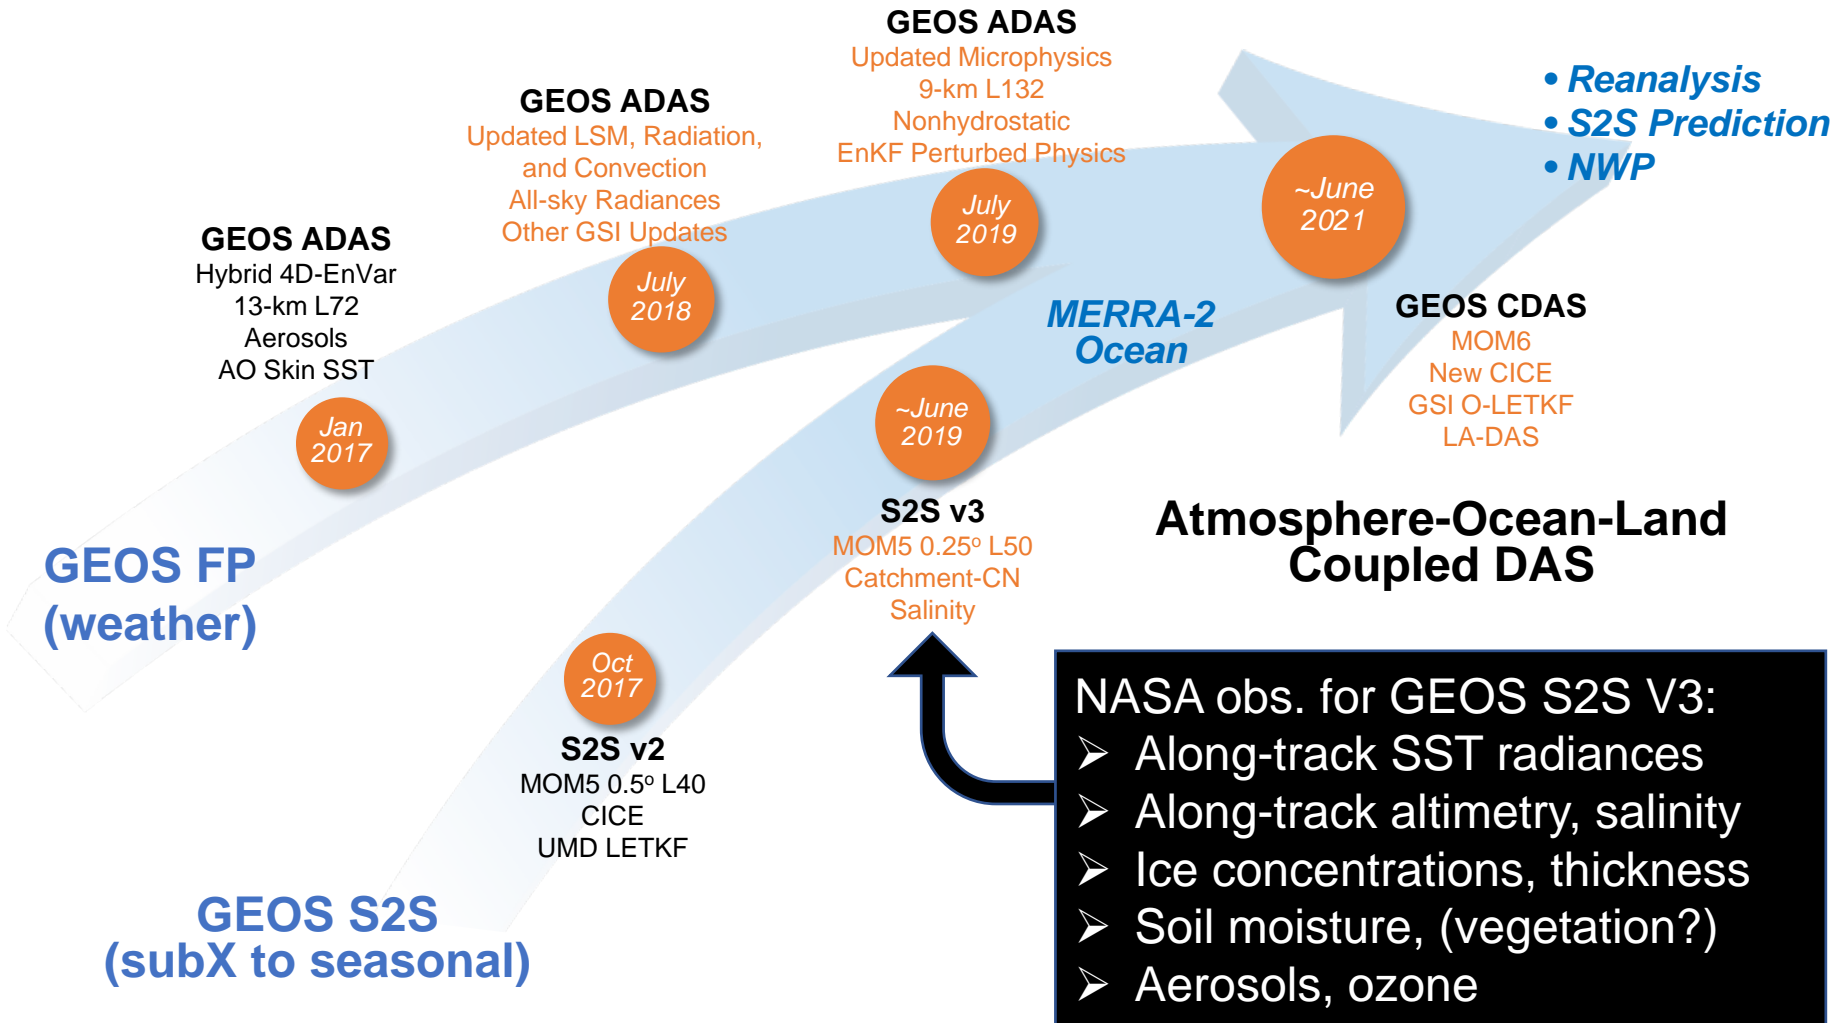 GEOS ADAS
Updated Microphysics
9-km L132
Nonhydrostatic
EnKF Perturbed Physics
• Reanalysis
• S2S Prediction
• NWP
GEOS ADAS
Updated LSM, Radiation,
and Convection
All-sky Radiances
Other GSI Updates
~June
2021
July
2019
GEOS ADAS
Hybrid 4D-EnVar
13-km L72
Aerosols
AO Skin SST
July
2018
MERRA-2
Ocean
GEOS CDAS
MOM6
New CICE
GSI O-LETKF
LA-DAS
Jan
2017
~June
2019
S2S v3
MOM5 0.25º L50
Catchment-CN
Salinity
Atmosphere-Ocean-Land
Coupled DAS
GEOS FP
(weather)
Oct
2017
S2S v2
MOM5 0.5º L40
CICE
UMD LETKF
GEOS S2S
(subX to seasonal)
NASA obs. for GEOS S2S V3:
➢ Along-track SST radiances
➢ Along-track altimetry, salinity
➢ Ice concentrations, thickness
➢ Soil moisture, (vegetation?)
➢ Aerosols, ozone